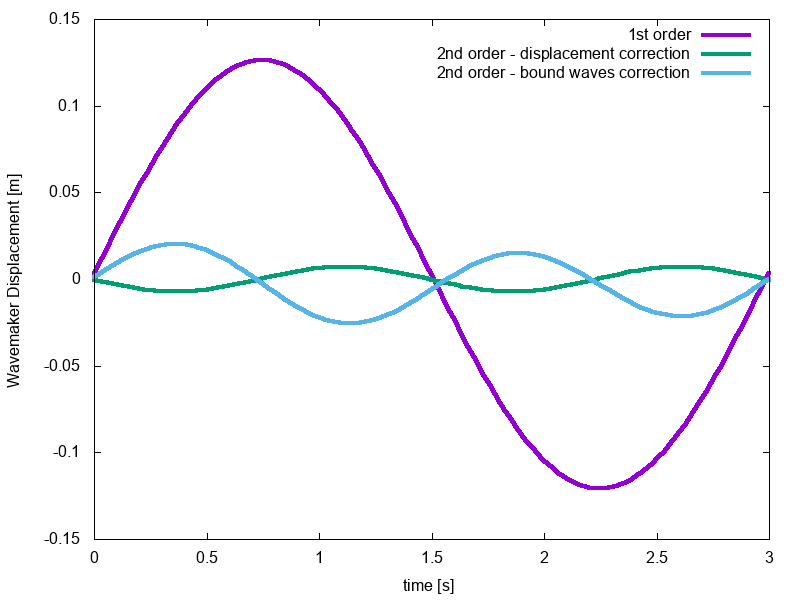 0.15
0.1
0.05
0
-0.05
-0.1
-0.15
Wavemaker Displacement [m]
1st order
2nd order - displacement correction
2nd order - bound waves correction
0 0.5 1 1.5 2 2.5 3
time [s]